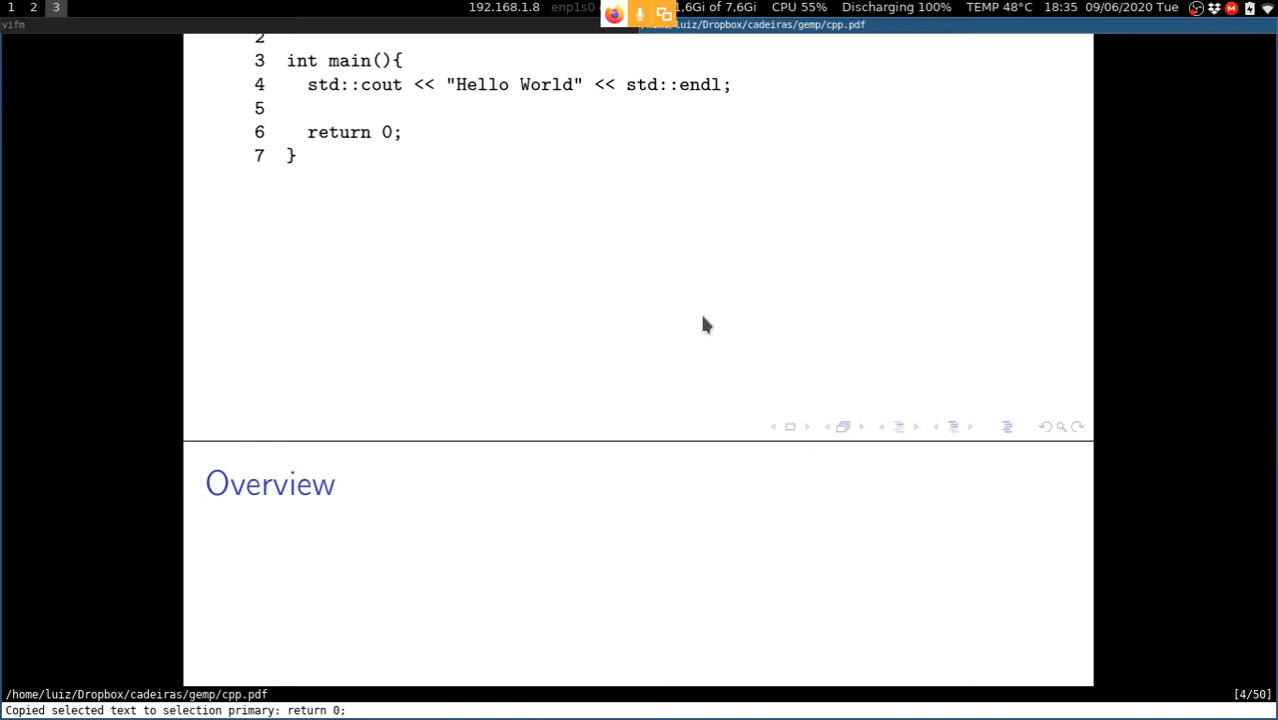 1 2 3 192.168.1.8 enp1s0 1,6Gi of 7,6Gi CPU 55% Discharging 100% TEMP 48°C 18:35 09/06/2020 Tue M
vifm /home/luiz/Dropbox/cadeiras/gemp/cpp.pdf
2
3 int main(){
4 std::cout << "Hello World" << std::endl;
5
6 return 0;
7 }
Overview
/home/luiz/Dropbox/cadeiras/gemp/cpp.pdf [4/50]
Copied selected text to selection primary: return 0;